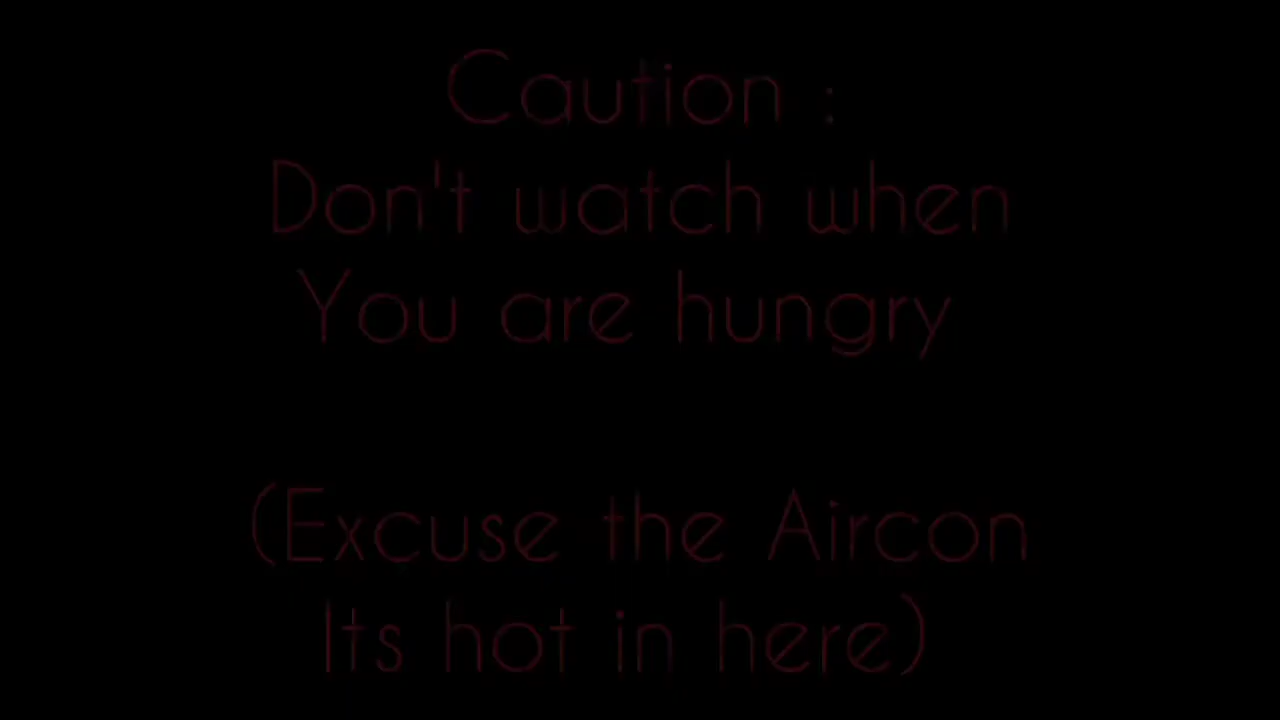 Caution :
Don't watch when
You are hungry
(Excuse the Aircon
Its hot in here)